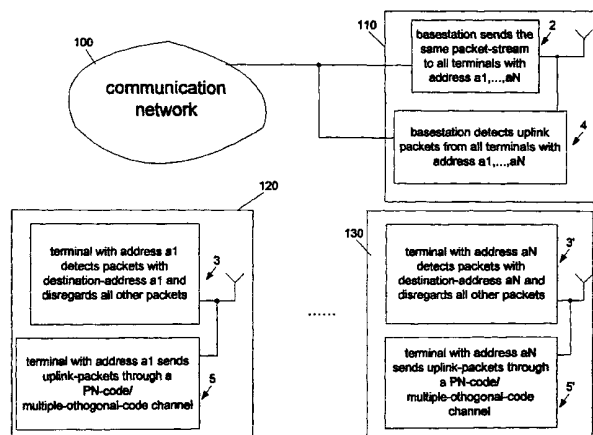 100
communication
network
110
basestation sends the
same packet-stream
to all terminals with
address a1,...,aN
2
basestation detects uplink
packets from all terminals with
address a1,...,aN
4
120
terminal with address a1
detects packets with
destination-address a1 and
disregards all other packets
3
terminal with address a1 sends
uplink-packets through a
PN-code/
multiple-othogonal-code channel
5
......
130
terminal with address aN
detects packets with
destination-address aN and
disregards all other packets
3'
terminal with address aN
sends uplink-packets through
a PN-code/
multiple-othogonal-code
channel
5'